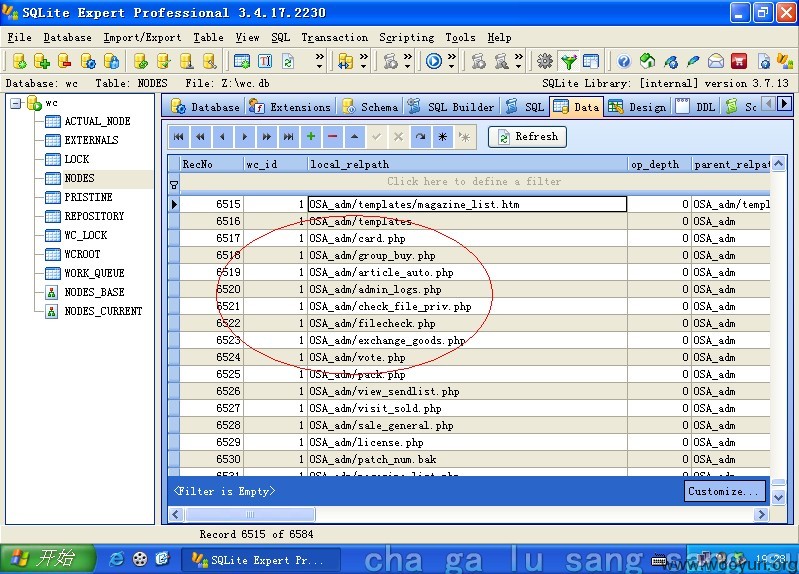 SQLite Expert Professional 3.4.17.2230
File Database Import/Export Table View SQL Transaction Scripting Tools Help
Database: wc Table: NODES File: Z:\wc.db SQLite Library: [internal] version 3.7.13
wc
ACTUAL_NODE
EXTERNALS
LOCK
NODES
PRISTINE
REPOSITORY
WC_LOCK
WCROOT
WORK_QUEUE
NODES_BASE
NODES_CURRENT
Database Extensions Schema SQL Builder SQL Data Design DDL Sc
Refresh
RecNo wc_id local_relpath op_depth parent_relpat
Click here to define a filter
6515 1 OSA_adm/templates/magazine_list.htm 0 OSA_adm/templ
6516 1 OSA_adm/templates 0 OSA_adm
6517 1 OSA_adm/card.php 0 OSA_adm
6518 1 OSA_adm/group_buy.php 0 OSA_adm
6519 1 OSA_adm/article_auto.php 0 OSA_adm
6520 1 OSA_adm/admin_logs.php 0 OSA_adm
6521 1 OSA_adm/check_file_priv.php 0 OSA_adm
6522 1 OSA_adm/filecheck.php 0 OSA_adm
6523 1 OSA_adm/exchange_goods.php 0 OSA_adm
6524 1 OSA_adm/vote.php 0 OSA_adm
6525 1 OSA_adm/pack.php 0 OSA_adm
6526 1 OSA_adm/view_sendlist.php 0 OSA_adm
6527 1 OSA_adm/visit_sold.php 0 OSA_adm
6528 1 OSA_adm/sale_general.php 0 OSA_adm
6529 1 OSA_adm/license.php 0 OSA_adm
6530 1 OSA_adm/patch_num.bak 0 OSA_adm
<Filter is Empty> Customize...
Record 6515 of 6584
开始 SQLite Expert Pr... cha ga lu sang 19:28
www.wooyun.org